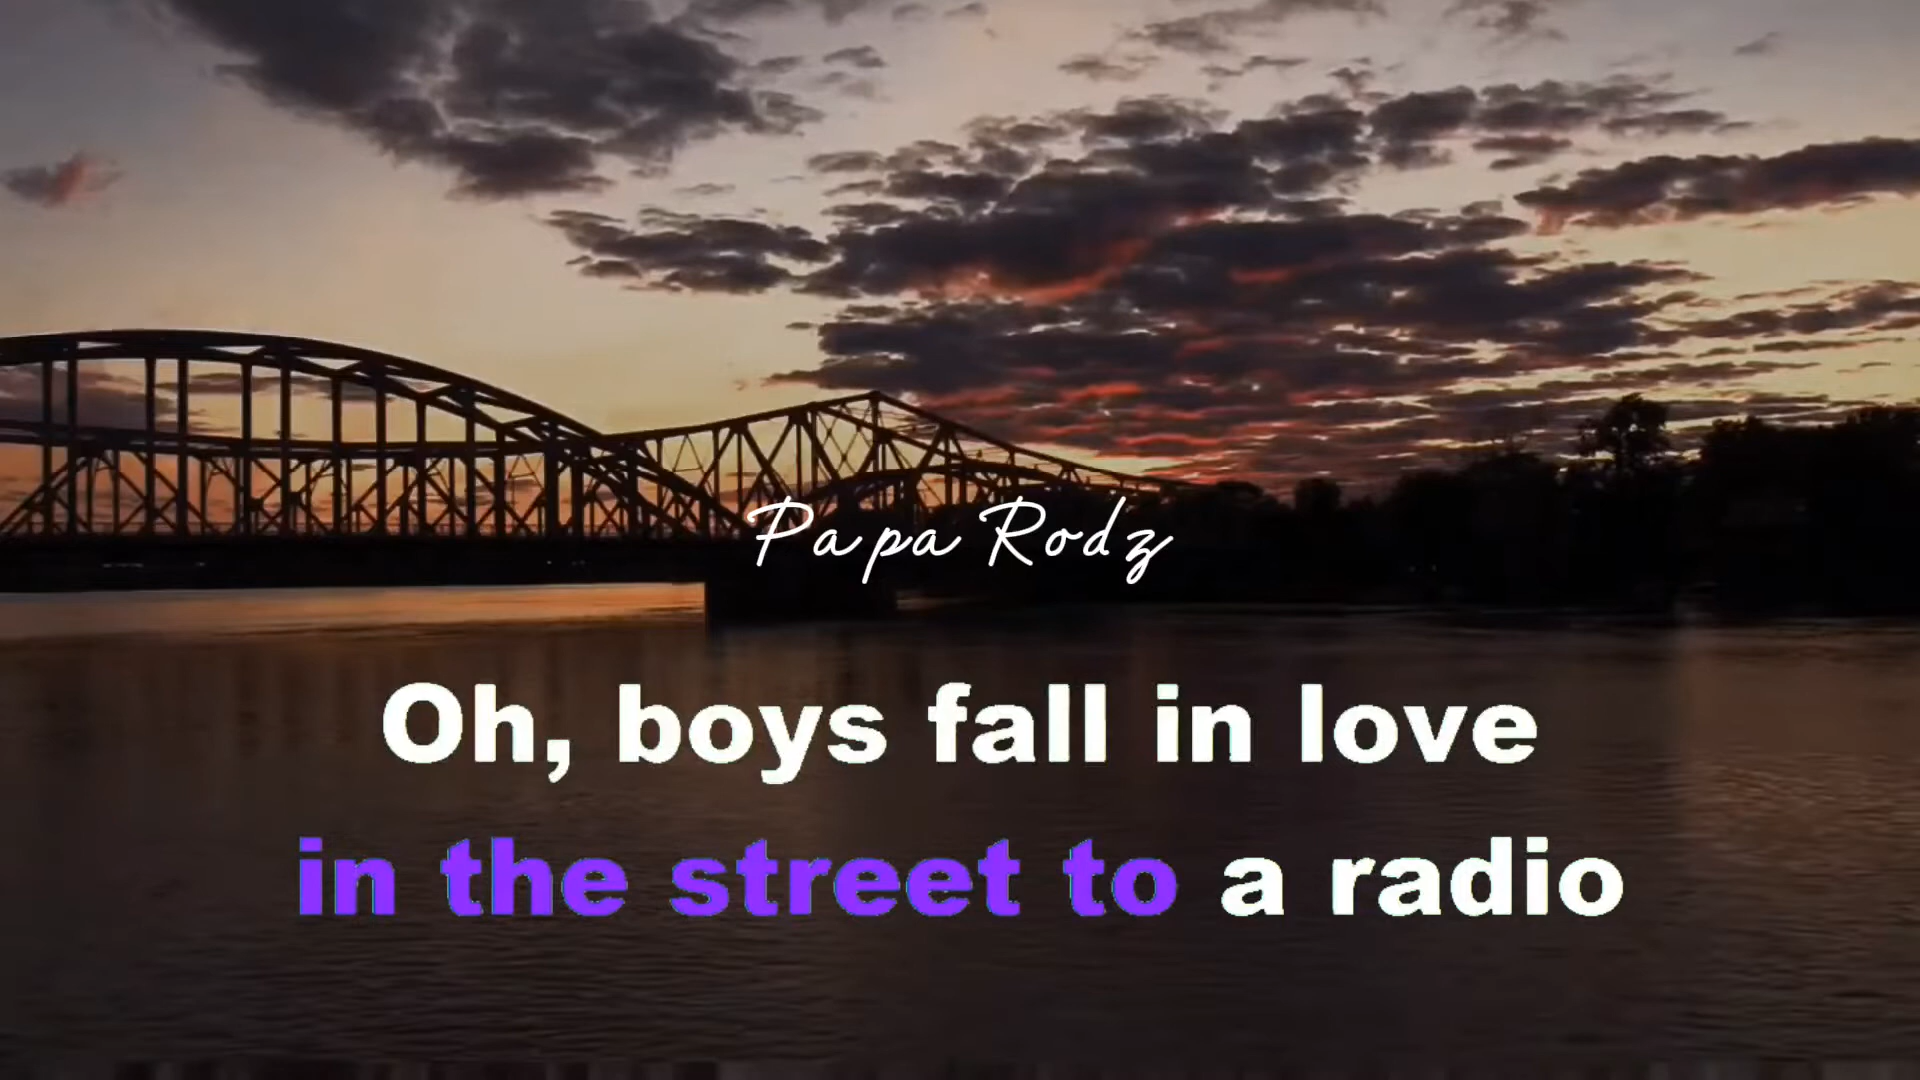 Papa Rodz
Oh, boys fall in love
in the street to a radio